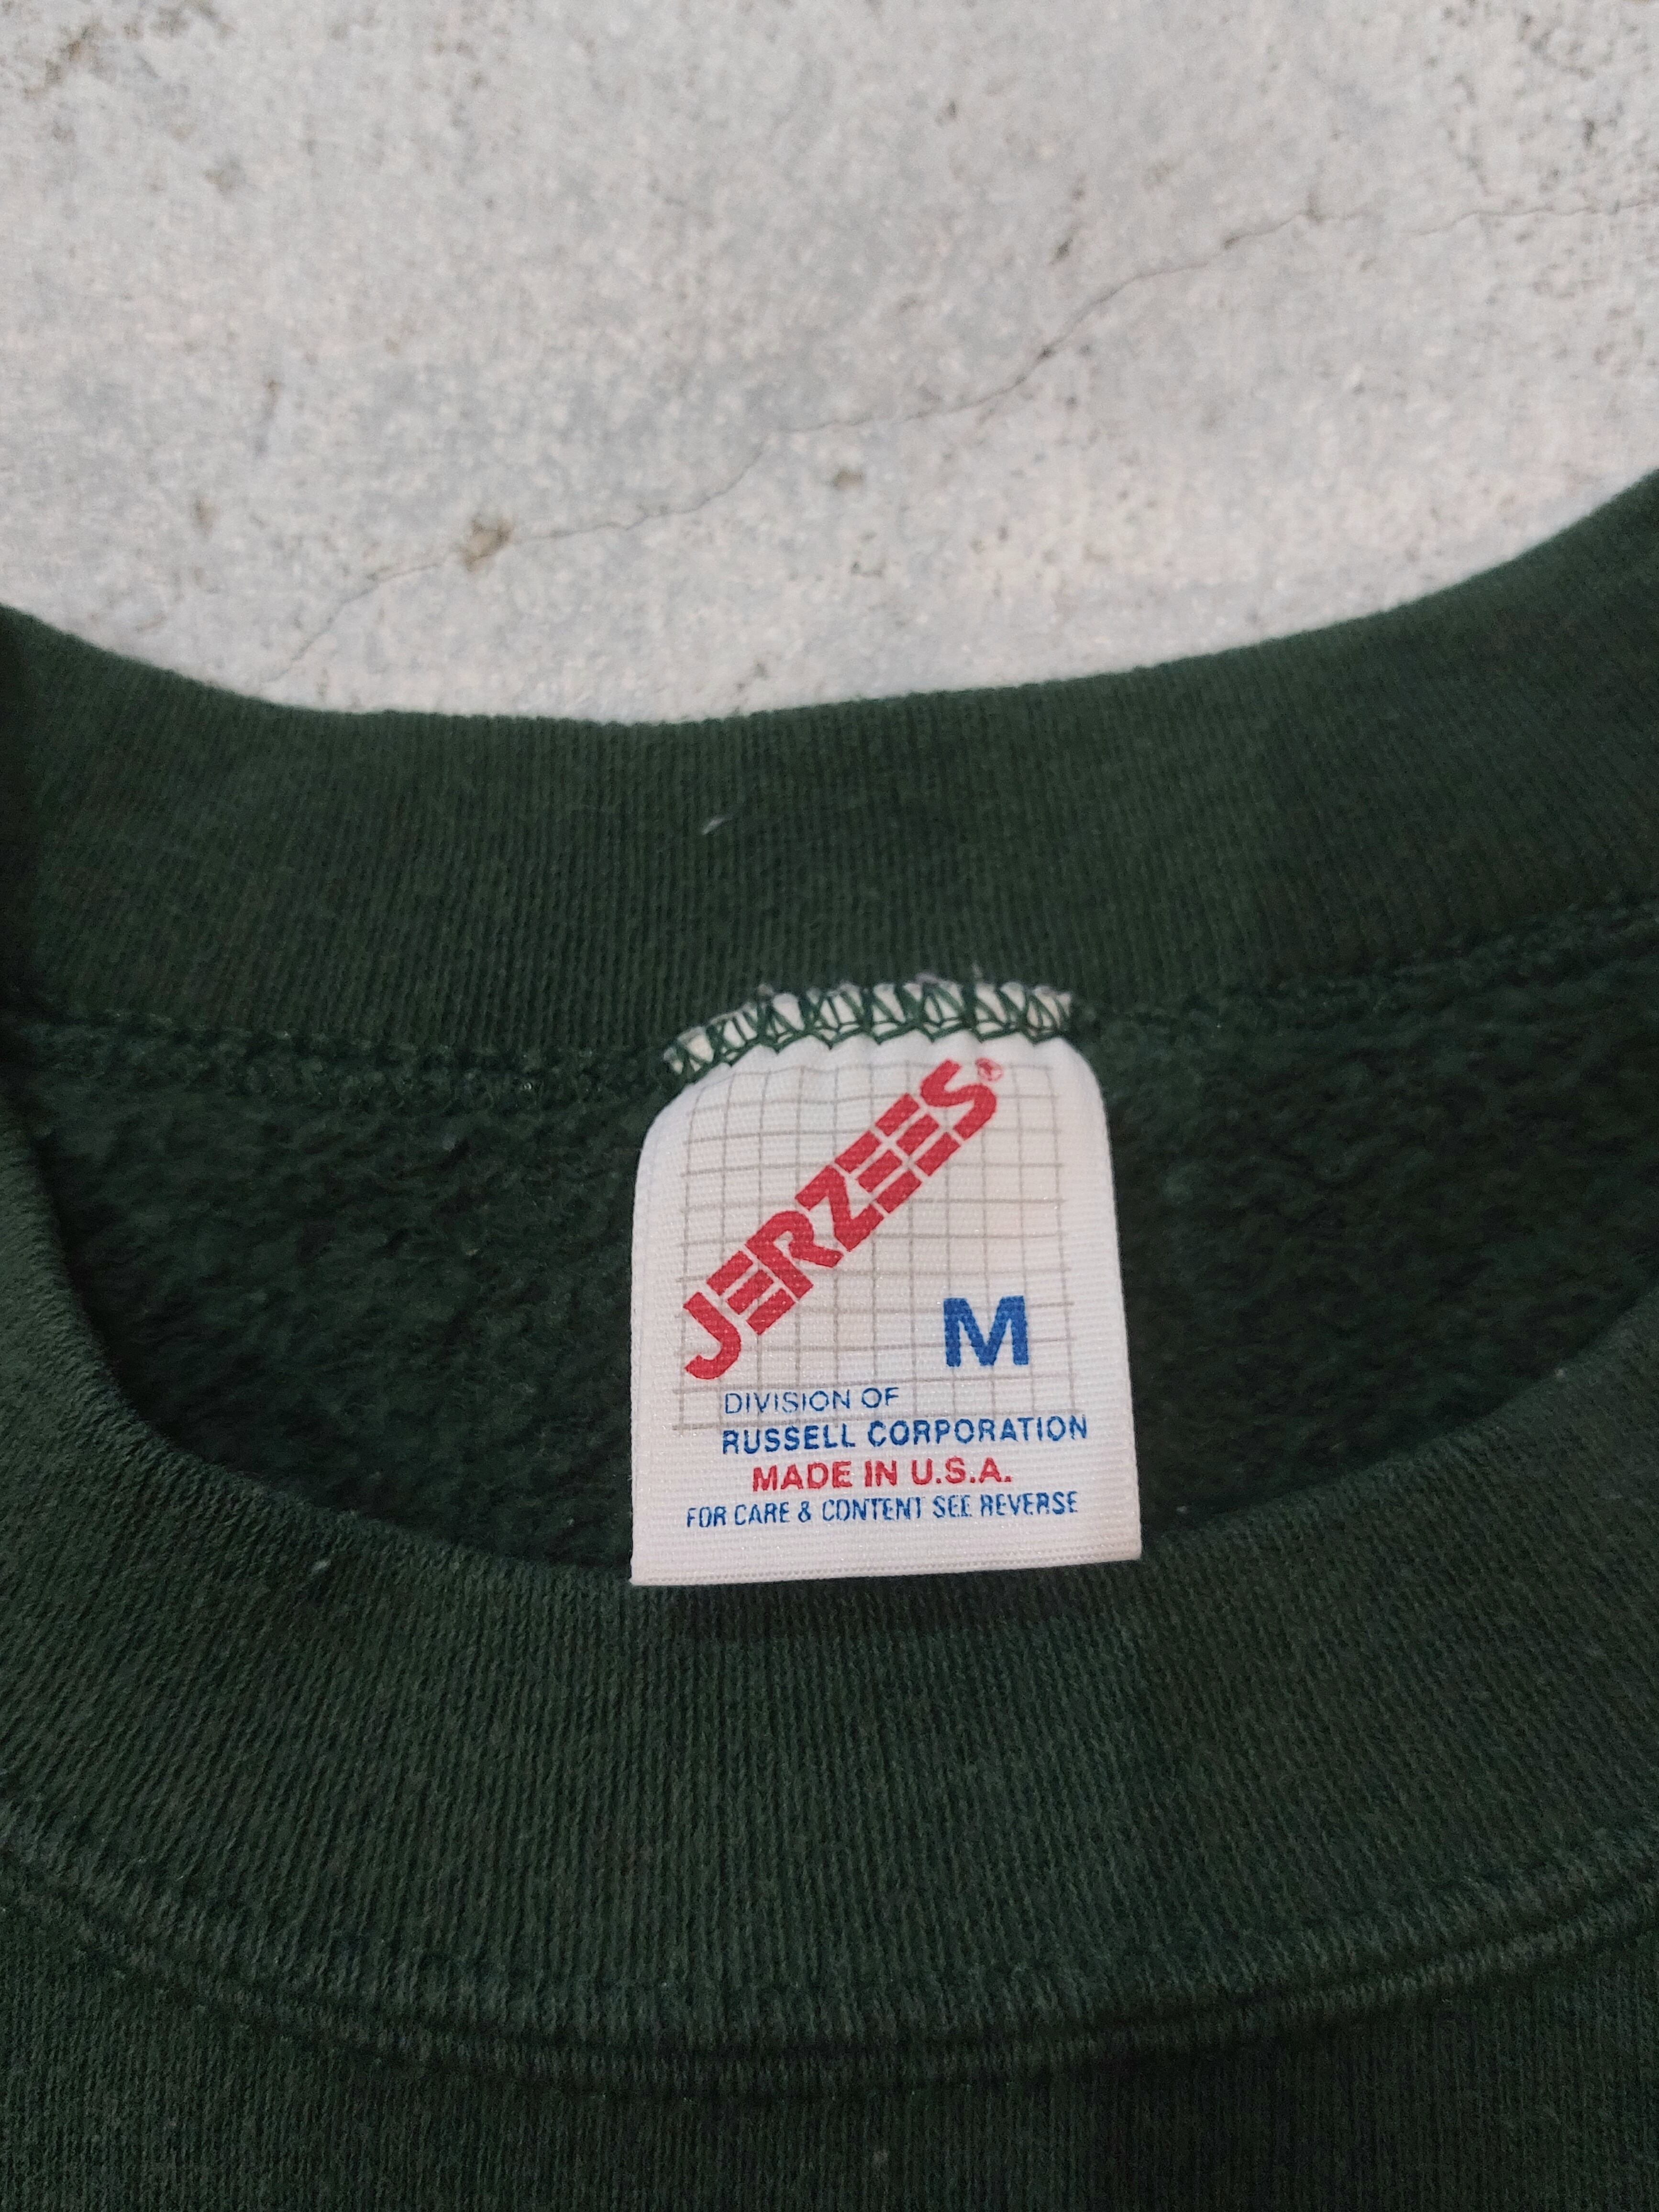 JERZEES®
M
DIVISION OF
RUSSELL CORPORATION
MADE IN U.S.A.
FOR CARE & CONTENT SEE REVERSE